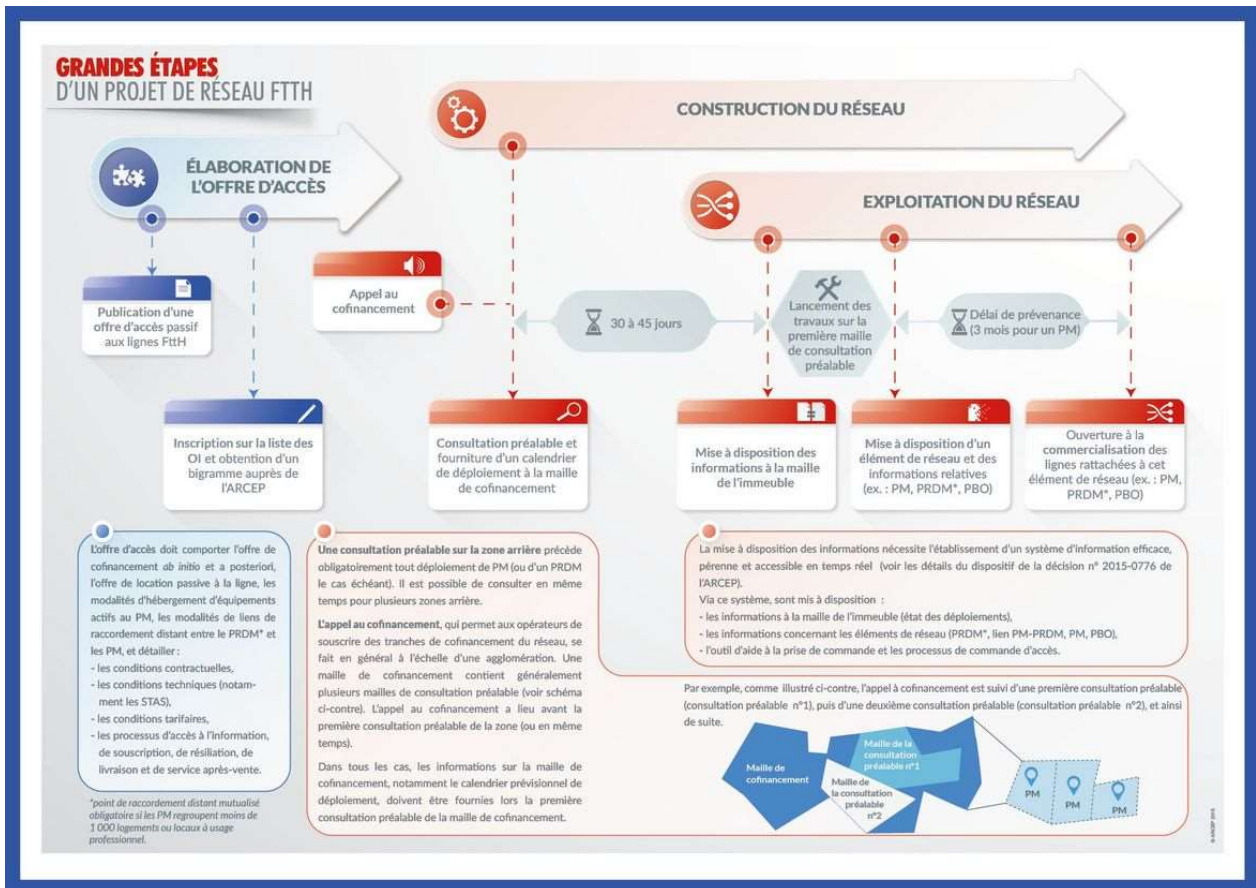 GRANDES ÉTAPES
D'UN PROJET DE RÉSEAU FTTH
CONSTRUCTION DU RÉSEAU
ÉLABORATION DE
L'OFFRE D'ACCÈS
EXPLOITATION DU RÉSEAU
Publication d'une
offre d'accès passif
aux lignes FttH
Appel au
cofinancement
30 à 45 jours
Lancement des
travaux sur la
première maille
de consultation
préalable
Délai de prévenance
(3 mois pour un PM)
Inscription sur la liste des
OI et obtention d'un
bigramme auprès de
l'ARCEP
Consultation préalable et
fourniture d'un calendrier
de déploiement à la maille
de cofinancement
Mise à disposition des
informations à la maille
de l'immeuble
Mise à disposition d'un
élément de réseau et des
informations relatives
(ex. : PM, PRDM*, PBO)
Ouverture à la
commercialisation des
lignes rattachées à cet
élément de réseau (ex. : PM,
PRDM*, PBO)
L'offre d'accès doit comporter l'offre de
cofinancement ab initio et a posteriori,
l'offre de location passive à la ligne, les
modalités d'hébergement d'équipements
actifs au PM, les modalités de liens de
raccordement distant entre le PRDM* et
les PM, et détailler :
- les conditions contractuelles,
- les conditions techniques (notam-
ment les STAS),
- les conditions tarifaires,
- les processus d'accès à l'information,
de souscription, de résiliation, de
livraison et de service après-vente.
*point de raccordement distant mutualisé
obligatoire si les PM regroupent moins de
1 000 logements ou locaux à usage
professionnel.
Une consultation préalable sur la zone arrière précède
obligatoirement tout déploiement de PM (ou d'un PRDM
le cas échéant). Il est possible de consulter en même
temps pour plusieurs zones arrière.
L'appel au cofinancement, qui permet aux opérateurs de
souscrire des tranches de cofinancement du réseau, se
fait en général à l'échelle d'une agglomération. Une
maille de cofinancement contient généralement
plusieurs mailles de consultation préalable (voir schéma
ci-contre). L'appel au cofinancement a lieu avant la
première consultation préalable de la zone (ou en même
temps).
Dans tous les cas, les informations sur la maille de
cofinancement, notamment le calendrier prévisionnel de
déploiement, doivent être fournies lors la première
consultation préalable de la maille de cofinancement.
La mise à disposition des informations nécessite l'établissement d'un système d'information efficace,
pérenne et accessible en temps réel (voir les détails du dispositif de la décision n° 2015-0776 de
l'ARCEP).
Via ce système, sont mis à disposition :
- les informations à la maille de l'immeuble (état des déploiements),
- les informations concernant les éléments de réseau (PRDM*, lien PM-PRDM, PM, PBO),
- l'outil d'aide à la prise de commande et les processus de commande d'accès.
Par exemple, comme illustré ci-contre, l'appel à cofinancement est suivi d'une première consultation préalable
(consultation préalable n°1), puis d'une deuxième consultation préalable (consultation préalable n°2), et ainsi
de suite.
Maille de
cofinancement
Maille de la
consultation
préalable n°1
Maille de
la consultation
préalable
n°2
PM
PM
PM
© ARCEP 2015